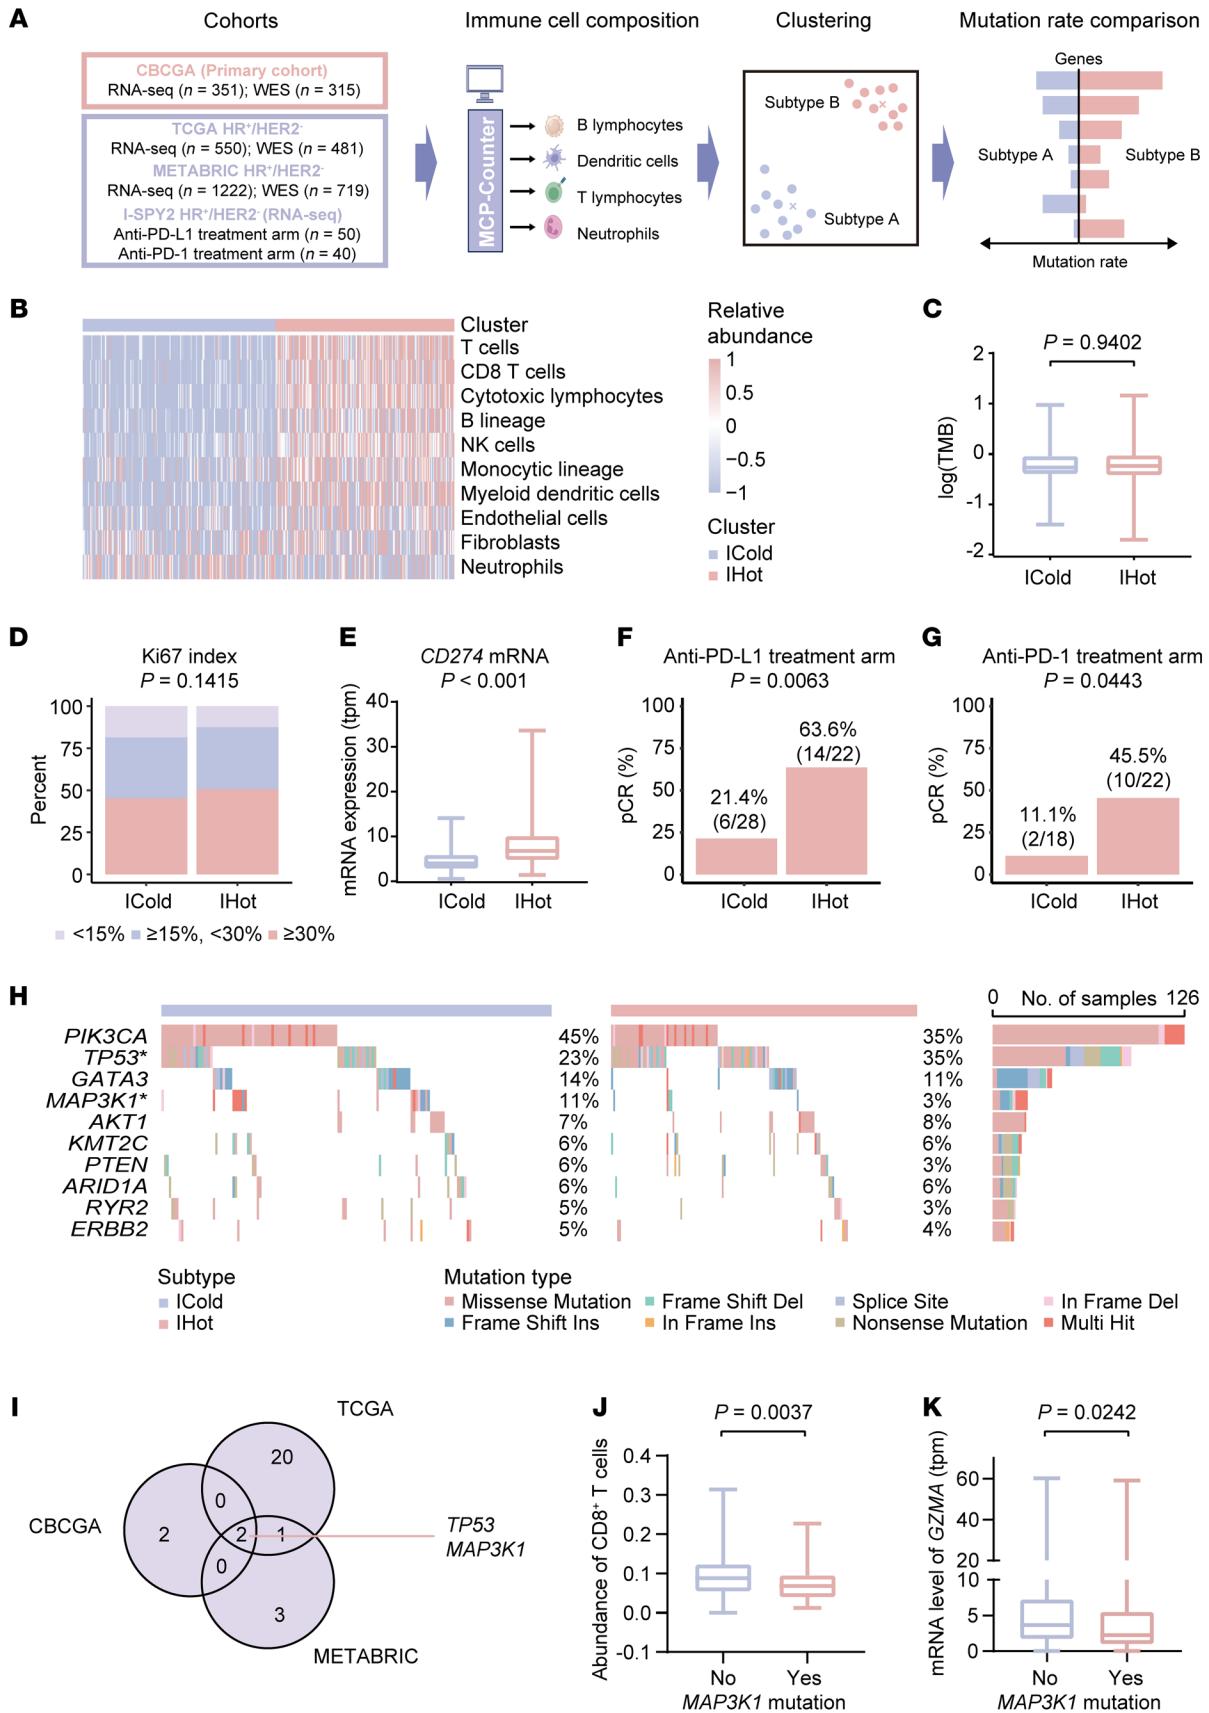 A
Cohorts
Immune cell composition
Clustering
Mutation rate comparison
CBCGA (Primary cohort)
RNA-seq (n = 351); WES (n = 315)
TCGA HR+/HER2-
RNA-seq (n = 550); WES (n = 481)
METABRIC HR+/HER2-
RNA-seq (n = 1222); WES (n = 719)
I-SPY2 HR+/HER2- (RNA-seq)
Anti-PD-L1 treatment arm (n = 50)
Anti-PD-1 treatment arm (n = 40)
MCP-Counter
B lymphocytes
Dendritic cells
T lymphocytes
Neutrophils
Subtype B
Subtype A
Genes
Subtype A
Subtype B
Mutation rate
B
Cluster
T cells
CD8 T cells
Cytotoxic lymphocytes
B lineage
NK cells
Monocytic lineage
Myeloid dendritic cells
Endothelial cells
Fibroblasts
Neutrophils
Relative
abundance
1
0.5
0
−0.5
−1
Cluster
ICold
IHot
C
P = 0.9402
log(TMB)
2
1
0
-1
-2
ICold
IHot
D
Ki67 index
P = 0.1415
Percent
100
75
50
25
0
ICold
IHot
<15%
≥15%, <30%
≥30%
E
CD274 mRNA
P < 0.001
mRNA expression (tpm)
40
30
20
10
0
ICold
IHot
F
Anti-PD-L1 treatment arm
P = 0.0063
pCR (%)
100
75
50
25
0
21.4%
(6/28)
63.6%
(14/22)
ICold
IHot
G
Anti-PD-1 treatment arm
P = 0.0443
pCR (%)
100
75
50
25
0
11.1%
(2/18)
45.5%
(10/22)
ICold
IHot
H
0 No. of samples 126
PIK3CA 45% 35%
TP53* 23% 35%
GATA3 14% 11%
MAP3K1* 11% 3%
AKT1 7% 8%
KMT2C 6% 6%
PTEN 6% 3%
ARID1A 6% 6%
RYR2 5% 3%
ERBB2 5% 4%
Subtype
ICold
IHot
Mutation type
Missense Mutation
Frame Shift Del
Splice Site
In Frame Del
Frame Shift Ins
In Frame Ins
Nonsense Mutation
Multi Hit
I
TCGA
20
0
CBCGA
2
2
1
0
3
METABRIC
TP53
MAP3K1
J
P = 0.0037
Abundance of CD8+ T cells
0.4
0.3
0.2
0.1
0.0
-0.1
No
Yes
MAP3K1 mutation
K
P = 0.0242
mRNA level of GZMA (tpm)
60
40
20
10
5
0
No
Yes
MAP3K1 mutation